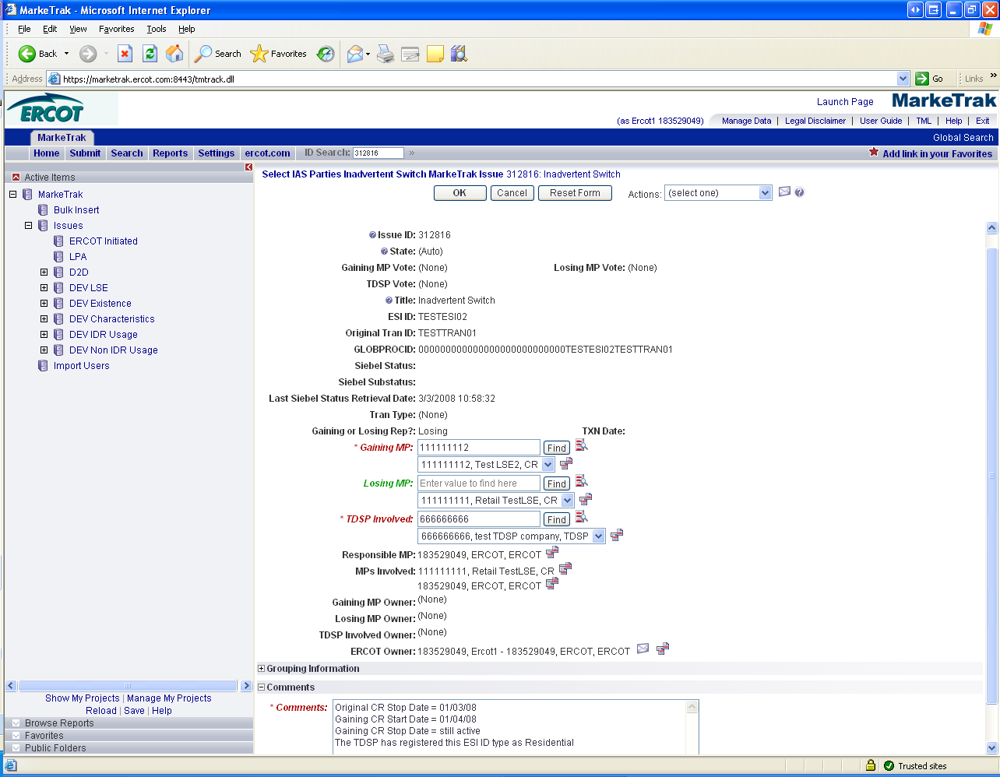 MarkeTrak - Microsoft Internet Explorer
File Edit View Favorites Tools Help
Back Search Favorites
Address https://marketrak.ercot.com:8443/tmtrack.dll Go Links »
ERCOT Launch Page MarkeTrak
(as Ercot1 183529049) Manage Data | Legal Disclaimer | User Guide | TML | Help | Exit
MarkeTrak Global Search
Home Submit Search Reports Settings ercot.com ID Search: 312816 » Add link in your Favorites
Active Items
MarkeTrak
Bulk Insert
Issues
ERCOT Initiated
LPA
D2D
DEV LSE
DEV Existence
DEV Characteristics
DEV IDR Usage
DEV Non IDR Usage
Import Users
Show My Projects | Manage My Projects
Reload | Save | Help
Browse Reports
Favorites
Public Folders
Select IAS Parties Inadvertent Switch MarkeTrak Issue 312816: Inadvertent Switch
OK Cancel Reset Form Actions: (select one)
Issue ID: 312816
State: (Auto)
Gaining MP Vote: (None) Losing MP Vote: (None)
TDSP Vote: (None)
Title: Inadvertent Switch
ESI ID: TESTESI02
Original Tran ID: TESTTRAN01
GLOBPROCID: 000000000000000000000000000TESTESI02TESTTRAN01
Siebel Status:
Siebel Substatus:
Last Siebel Status Retrieval Date: 3/3/2008 10:58:32
Tran Type: (None)
Gaining or Losing Rep?: Losing TXN Date:
* Gaining MP: 111111112 Find
111111112, Test LSE2, CR
Losing MP: Enter value to find here Find
111111111, Retail TestLSE, CR
* TDSP Involved: 666666666 Find
666666666, test TDSP company, TDSP
Responsible MP: 183529049, ERCOT, ERCOT
MPs Involved: 111111111, Retail TestLSE, CR
183529049, ERCOT, ERCOT
Gaining MP Owner: (None)
Losing MP Owner: (None)
TDSP Involved Owner: (None)
ERCOT Owner: 183529049, Ercot1 - 183529049, ERCOT, ERCOT
Grouping Information
Comments
* Comments: Original CR Stop Date = 01/03/08
Gaining CR Start Date = 01/04/08
Gaining CR Stop Date = still active
The TDSP has registered this ESI ID type as Residential
Trusted sites